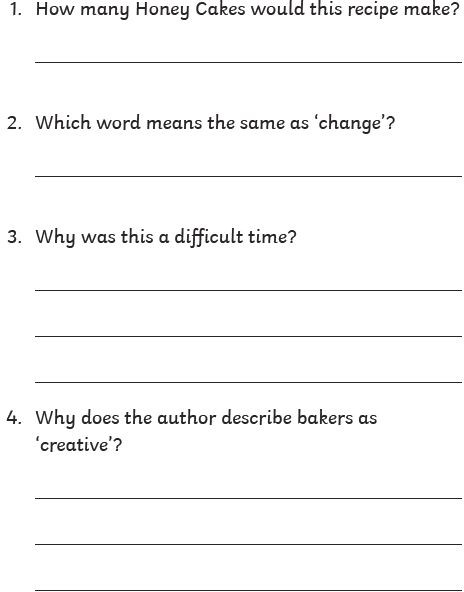 1. How many Honey Cakes would this recipe make?
2. Which word means the same as ‘change’?
3. Why was this a difficult time?
4. Why does the author describe bakers as
‘creative’?